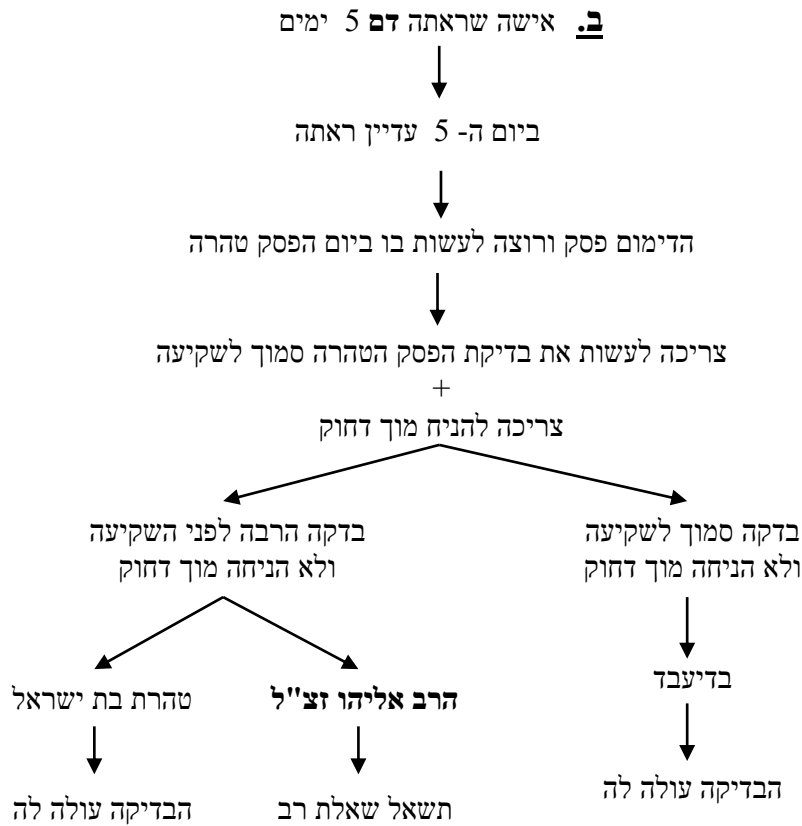 ב. אישה שראתה דם 5 ימים
ביום ה- 5 עדיין ראתה
הדימום פסק ורוצה לעשות בו ביום הפסק טהרה
צריכה לעשות את בדיקת הפסק הטהרה סמוך לשקיעה
+
צריכה להניח מוך דחוק
בדקה סמוך לשקיעה
ולא הניחה מוך דחוק
בדיעבד
הבדיקה עולה לה
בדקה הרבה לפני השקיעה
ולא הניחה מוך דחוק
הרב אליהו זצ"ל
תשאל שאלת רב
טהרת בת ישראל
הבדיקה עולה לה